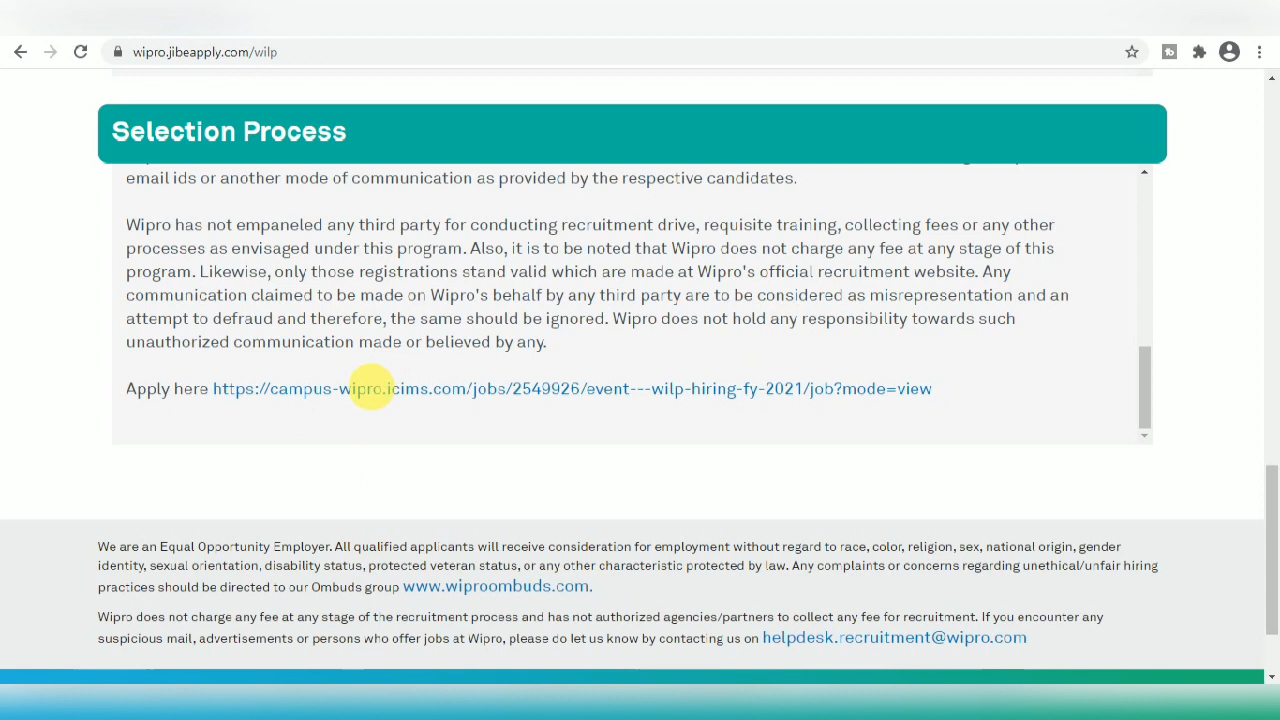 wipro.jibeapply.com/wilp
Selection Process
email ids or another mode of communication as provided by the respective candidates.
Wipro has not empaneled any third party for conducting recruitment drive, requisite training, collecting fees or any other
processes as envisaged under this program. Also, it is to be noted that Wipro does not charge any fee at any stage of this
program. Likewise, only those registrations stand valid which are made at Wipro's official recruitment website. Any
communication claimed to be made on Wipro's behalf by any third party are to be considered as misrepresentation and an
attempt to defraud and therefore, the same should be ignored. Wipro does not hold any responsibility towards such
unauthorized communication made or believed by any.
Apply here https://campus-wipro.icims.com/jobs/2549926/event---wilp-hiring-fy-2021/job?mode=view
We are an Equal Opportunity Employer. All qualified applicants will receive consideration for employment without regard to race, color, religion, sex, national origin, gender
identity, sexual orientation, disability status, protected veteran status, or any other characteristic protected by law. Any complaints or concerns regarding unethical/unfair hiring
practices should be directed to our Ombuds group www.wiproombuds.com.
Wipro does not charge any fee at any stage of the recruitment process and has not authorized agencies/partners to collect any fee for recruitment. If you encounter any
suspicious mail, advertisements or persons who offer jobs at Wipro, please do let us know by contacting us on helpdesk.recruitment@wipro.com